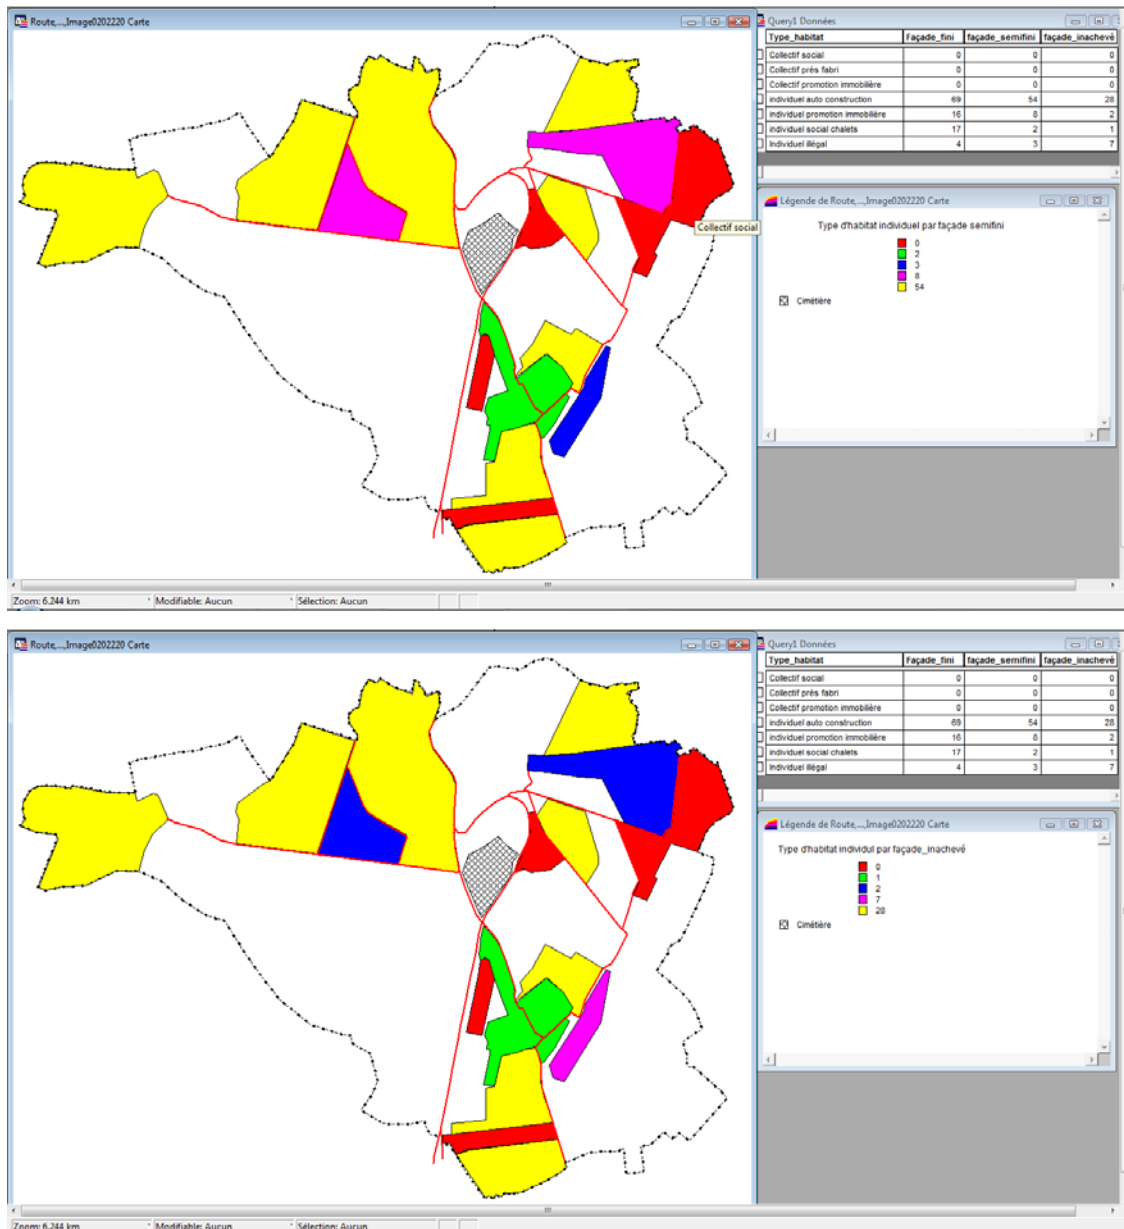 Route,...,Image0202220 Carte
Query1 Données
Type_habitat Façade_fini façade_semifini façade_inachevé
Collectif social 0 0 0
Collectif prés fabri 0 0 0
Collectif promotion immobilière 0 0 0
individuel auto construction 69 54 28
individuel promotion immobilière 16 8 2
individuel social chalets 17 2 1
Individuel illégal 4 3 7
Légende de Route,...,Image0202220 Carte
Type d'habitat individuel par façade semifini
0
2
3
8
54
Cimétière
Collectif social
Zoom: 6.244 km Modifiable: Aucun Sélection: Aucun
Route,...,Image0202220 Carte
Query1 Données
Type_habitat Façade_fini façade_semifini façade_inachevé
Collectif social 0 0 0
Collectif prés fabri 0 0 0
Collectif promotion immobilière 0 0 0
individuel auto construction 69 54 28
individuel promotion immobilière 16 8 2
individuel social chalets 17 2 1
Individuel illégal 4 3 7
Légende de Route,...,Image0202220 Carte
Type d'habitat individul par façade_inachevé
0
1
2
7
28
Cimétière
Zoom: 6.244 km Modifiable: Aucun Sélection: Aucun